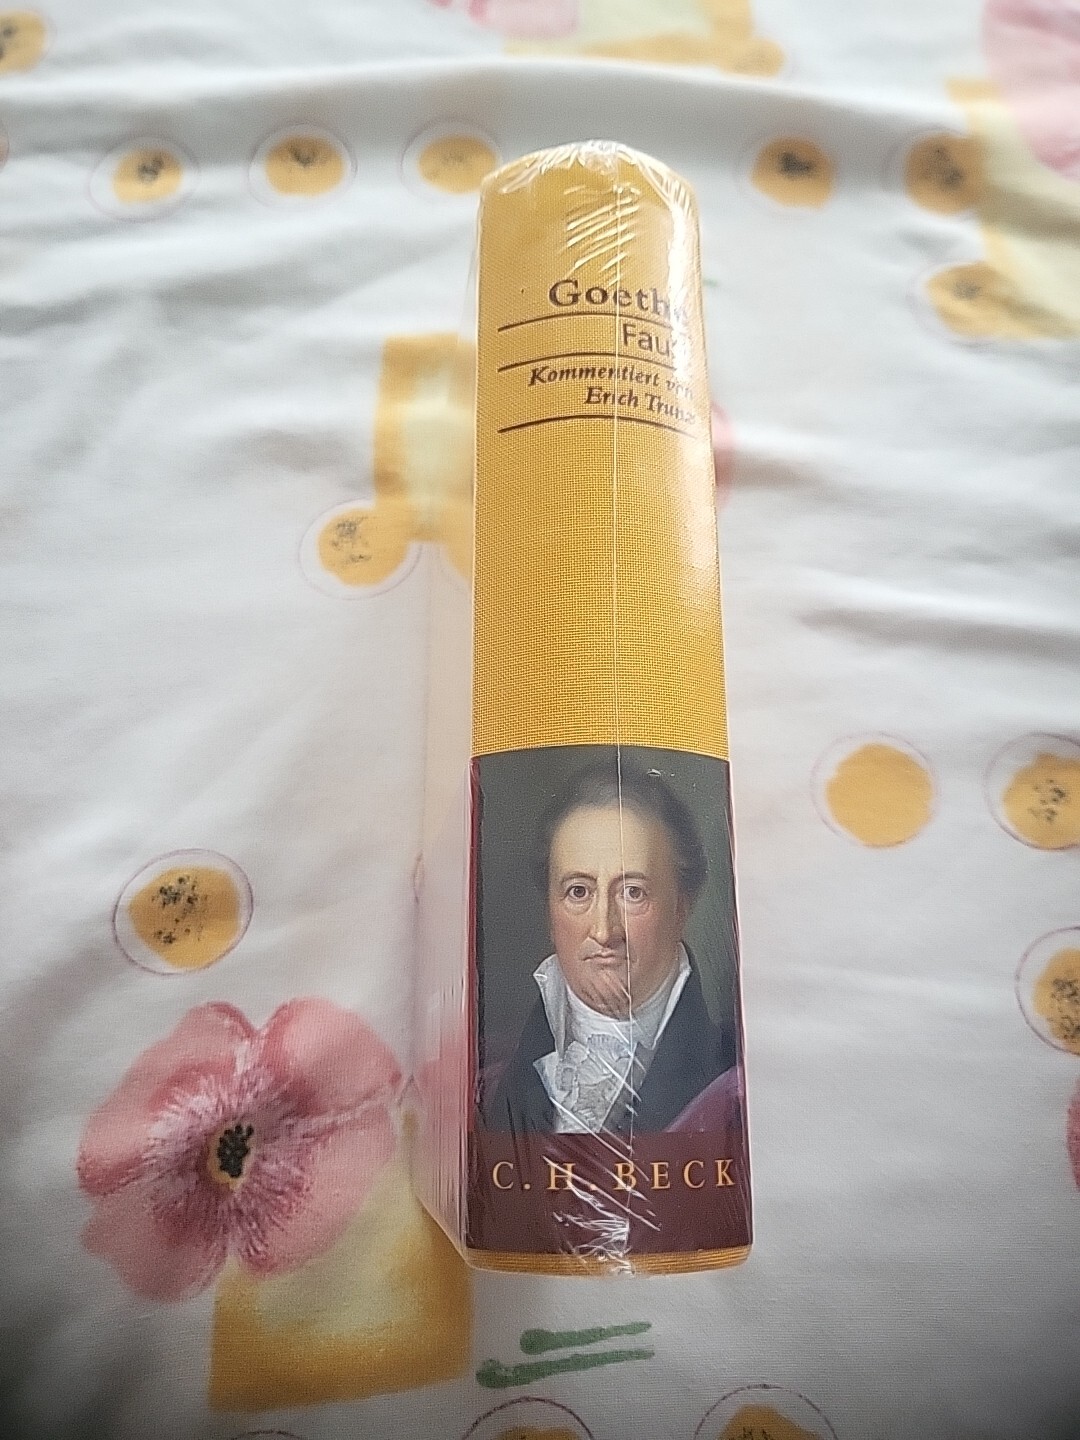 Goethe
Faust
Kommentiert von
Erich Trunz
C.H.BECK